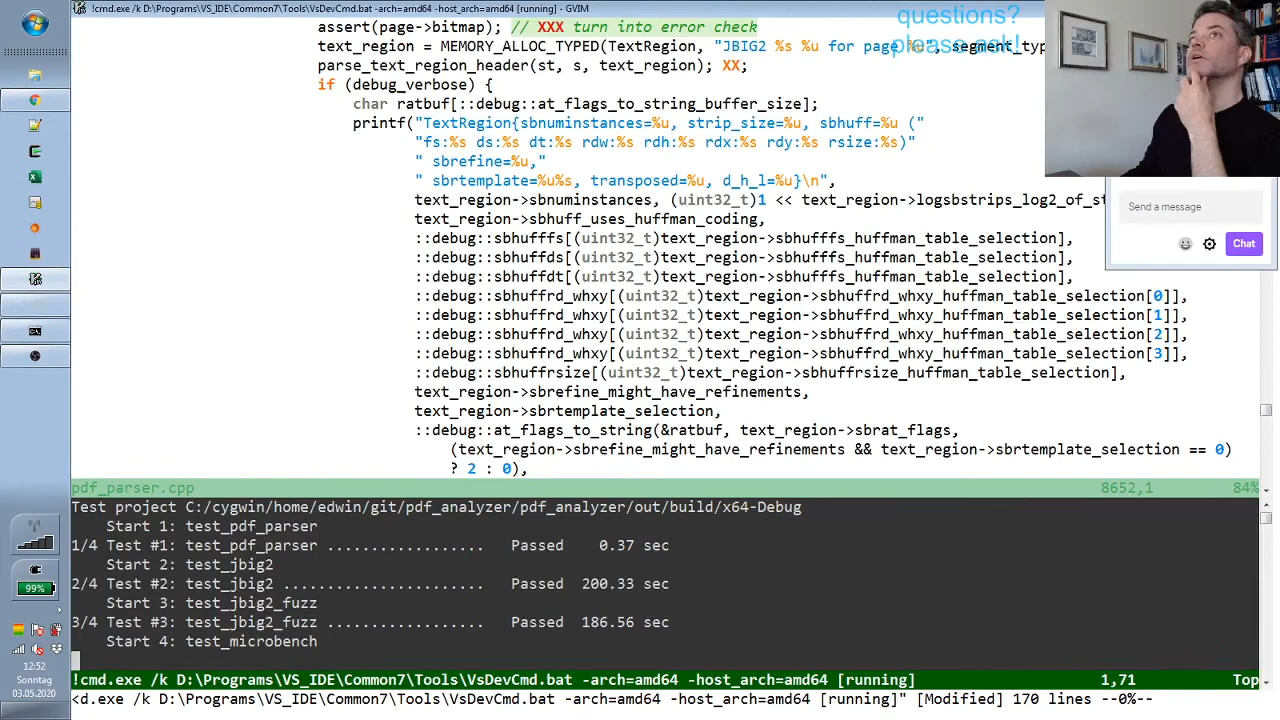 !cmd.exe /k D:\Programs\VS_IDE\Common7\Tools\VsDevCmd.bat -arch=amd64 -host_arch=amd64 [running] - GVIM
questions?
please ask!
assert(page->bitmap); // XXX turn into error check
text_region = MEMORY_ALLOC_TYPED(TextRegion, "JBIG2 %s %u for page %u", segment_typ
parse_text_region_header(st, s, text_region); XX;
if (debug_verbose) {
char ratbuf[::debug::at_flags_to_string_buffer_size];
printf("TextRegion{sbnuminstances=%u, strip_size=%u, sbhuff=%u ("
"fs:%s ds:%s dt:%s rdw:%s rdh:%s rdx:%s rdy:%s rsize:%s)"
" sbrefine=%u,"
" sbrtemplate=%u%s, transposed=%u, d_h_l=%u}\n",
text_region->sbnuminstances, (uint32_t)1 << text_region->logsbstrips_log2_of_st
text_region->sbhuff_uses_huffman_coding,
::debug::sbhufffs[(uint32_t)text_region->sbhufffs_huffman_table_selection],
::debug::sbhuffds[(uint32_t)text_region->sbhufffs_huffman_table_selection],
::debug::sbhuffdt[(uint32_t)text_region->sbhufffs_huffman_table_selection],
::debug::sbhuffrd_whxy[(uint32_t)text_region->sbhuffrd_whxy_huffman_table_selection[0]],
::debug::sbhuffrd_whxy[(uint32_t)text_region->sbhuffrd_whxy_huffman_table_selection[1]],
::debug::sbhuffrd_whxy[(uint32_t)text_region->sbhuffrd_whxy_huffman_table_selection[2]],
::debug::sbhuffrd_whxy[(uint32_t)text_region->sbhuffrd_whxy_huffman_table_selection[3]],
::debug::sbhuffrsize[(uint32_t)text_region->sbhuffrsize_huffman_table_selection],
text_region->sbrefine_might_have_refinements,
text_region->sbrtemplate_selection,
::debug::at_flags_to_string(&ratbuf, text_region->sbrat_flags,
(text_region->sbrefine_might_have_refinements && text_region->sbrtemplate_selection == 0)
? 2 : 0),
Send a message
Chat
pdf_parser.cpp 8652,1 84%
Test project C:/cygwin/home/edwin/git/pdf_analyzer/pdf_analyzer/out/build/x64-Debug
Start 1: test_pdf_parser
1/4 Test #1: test_pdf_parser .................. Passed 0.37 sec
Start 2: test_jbig2
2/4 Test #2: test_jbig2 ....................... Passed 200.33 sec
Start 3: test_jbig2_fuzz
3/4 Test #3: test_jbig2_fuzz .................. Passed 186.56 sec
Start 4: test_microbench
!cmd.exe /k D:\Programs\VS_IDE\Common7\Tools\VsDevCmd.bat -arch=amd64 -host_arch=amd64 [running] 1,71 Top
<d.exe /k D:\Programs\VS_IDE\Common7\Tools\VsDevCmd.bat -arch=amd64 -host_arch=amd64 [running]" [Modified] 170 lines --0%--
99%
12:52
Sonntag
03.05.2020